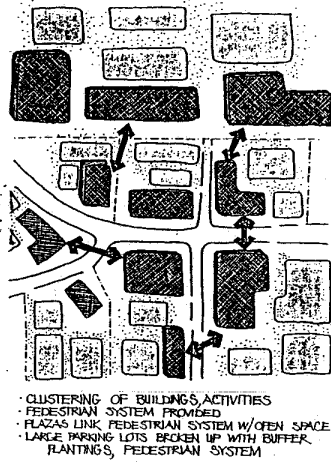 · CLUSTERING OF BUILDINGS, ACTIVITIES
· PEDESTRIAN SYSTEM PROVIDED
· PLAZAS LINK PEDESTRIAN SYSTEM W/OPEN SPACE
· LARGE PARKING LOTS BROKEN UP WITH BUFFER
PLANTINGS, PEDESTRIAN SYSTEM